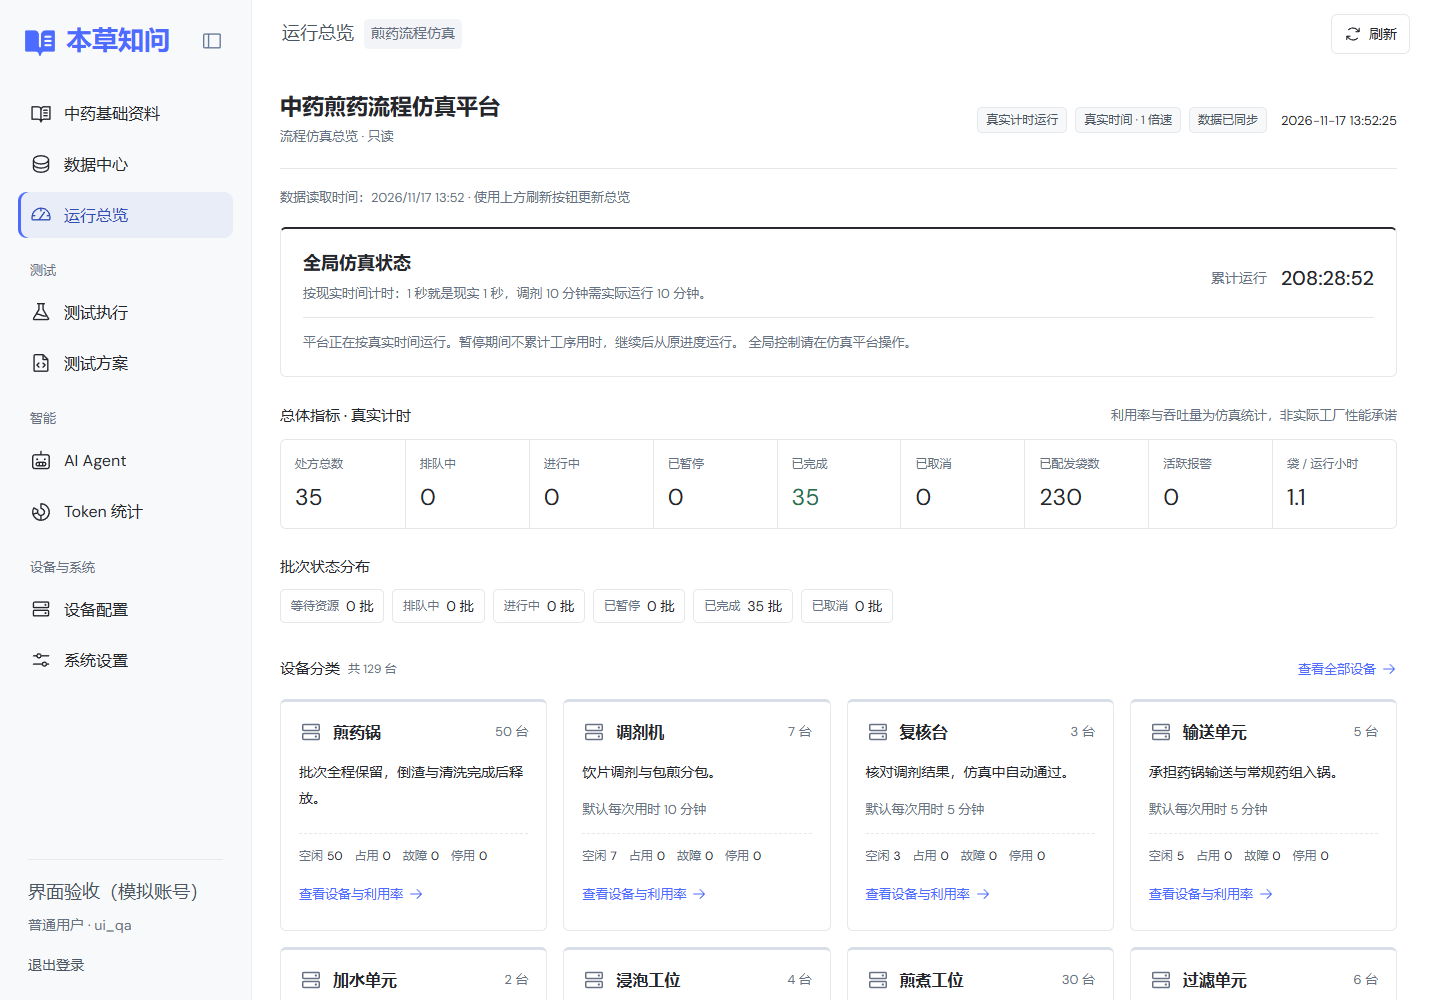 本草知问
中药基础资料
数据中心
运行总览
测试
测试执行
测试方案
智能
AI Agent
Token 统计
设备与系统
设备配置
系统设置
界面验收（模拟账号）
普通用户 · ui_qa
退出登录
运行总览 煎药流程仿真
刷新
中药煎药流程仿真平台
流程仿真总览 · 只读
真实计时运行 真实时间 · 1 倍速 数据已同步 2026-11-17 13:52:25
数据读取时间：2026/11/17 13:52 · 使用上方刷新按钮更新总览
全局仿真状态
按现实时间计时：1 秒就是现实 1 秒，调剂 10 分钟需实际运行 10 分钟。
累计运行 208:28:52
平台正在按真实时间运行。暂停期间不累计工序用时，继续后从原进度运行。 全局控制请在仿真平台操作。
总体指标 · 真实计时
利用率与吞吐量为仿真统计，非实际工厂性能承诺
处方总数 排队中 进行中 已暂停 已完成 已取消 已配发袋数 活跃报警 袋 / 运行小时
35 0 0 0 35 0 230 0 1.1
批次状态分布
等待资源 0 批 排队中 0 批 进行中 0 批 已暂停 0 批 已完成 35 批 已取消 0 批
设备分类 共 129 台
查看全部设备
煎药锅 50 台
批次全程保留，倒渣与清洗完成后释
放。
空闲 50 占用 0 故障 0 停用 0
查看设备与利用率
调剂机 7 台
饮片调剂与包煎分包。
默认每次用时 10 分钟
空闲 7 占用 0 故障 0 停用 0
查看设备与利用率
复核台 3 台
核对调剂结果，仿真中自动通过。
默认每次用时 5 分钟
空闲 3 占用 0 故障 0 停用 0
查看设备与利用率
输送单元 5 台
承担药锅输送与常规药组入锅。
默认每次用时 5 分钟
空闲 5 占用 0 故障 0 停用 0
查看设备与利用率
加水单元 2 台
浸泡工位 4 台
煎煮工位 30 台
过滤单元 6 台